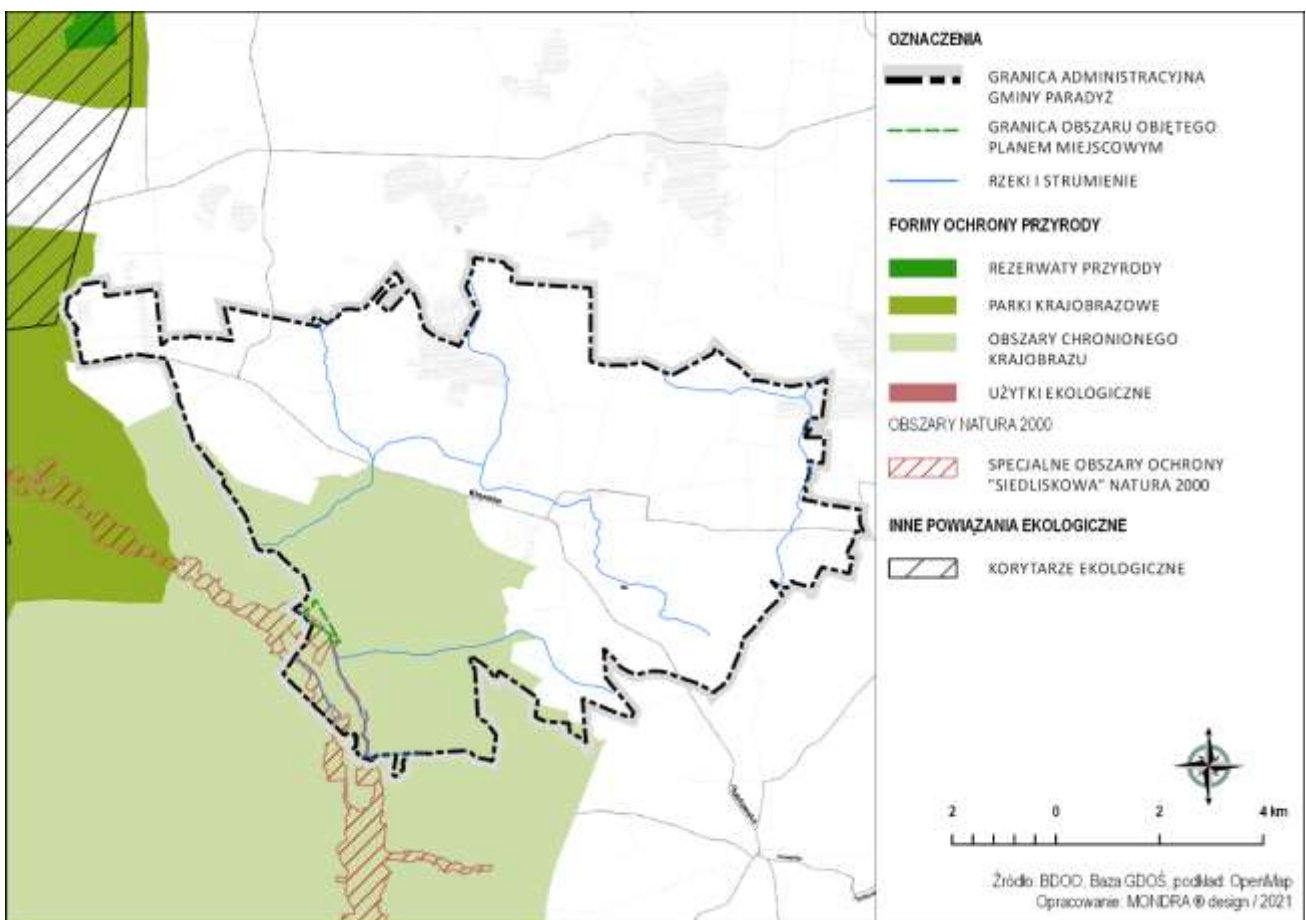 OZNACZENIA
GRANICA ADMINISTRACYJNA
GMINY PARADYŻ
GRANICA OBSZARU OBJĘTEGO
PLANEM MIEJSCOWYM
RZEKI I STRUMIENIE
FORMY OCHRONY PRZYRODY
REZERWATY PRZYRODY
PARKI KRAJOBRAZOWE
OBSZARY CHRONIONEGO
KRAJOBRAZU
UŻYTKI EKOLOGICZNE
OBSZARY NATURA 2000
SPECJALNE OBSZARY OCHRONY
"SIEDLISKOWA" NATURA 2000
INNE POWIĄZANIA EKOLOGICZNE
KORYTARZE EKOLOGICZNE
2 0 2 4 km
Źródło: BDOO, Baza GDOŚ, podkład: OpenMap
Opracowanie: MONDRA ® design / 2021